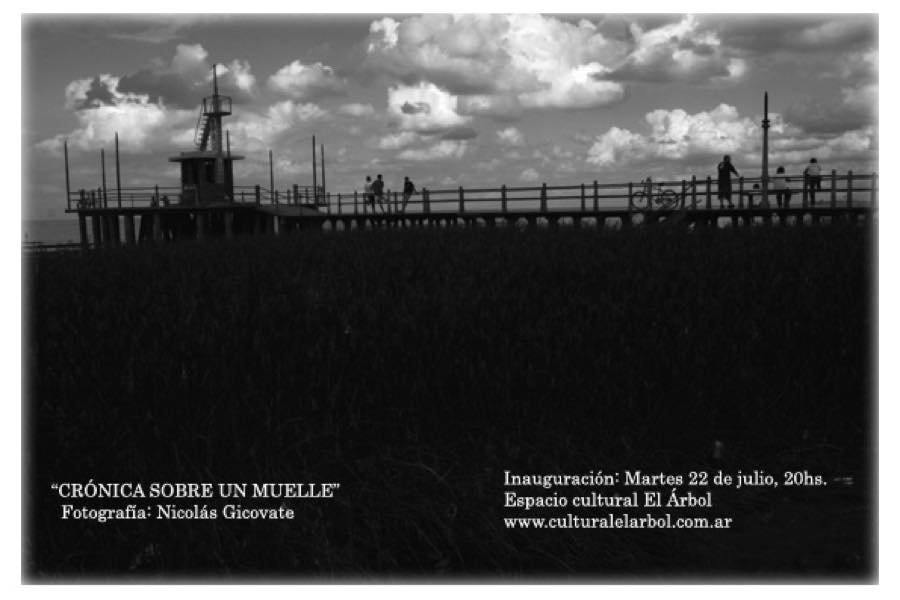 “CRÓNICA SOBRE UN MUELLE”
Fotografía: Nicolás Gicovate
Inauguración: Martes 22 de julio, 20hs.
Espacio cultural El Árbol
www.culturalelarbol.com.ar